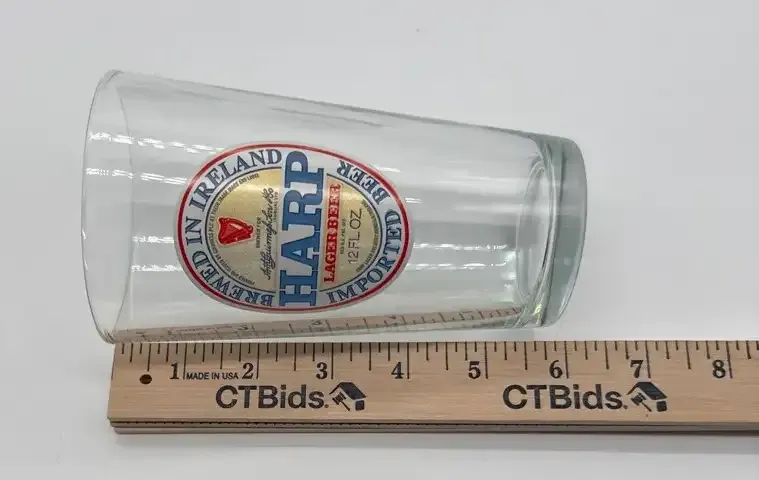 BREWED IN IRELAND
IMPORTED BEER
HARP
LAGER BEER
12 FL OZ
1 MADE IN USA 2 3 4 5 6 7 8
CTBids. CTBids.